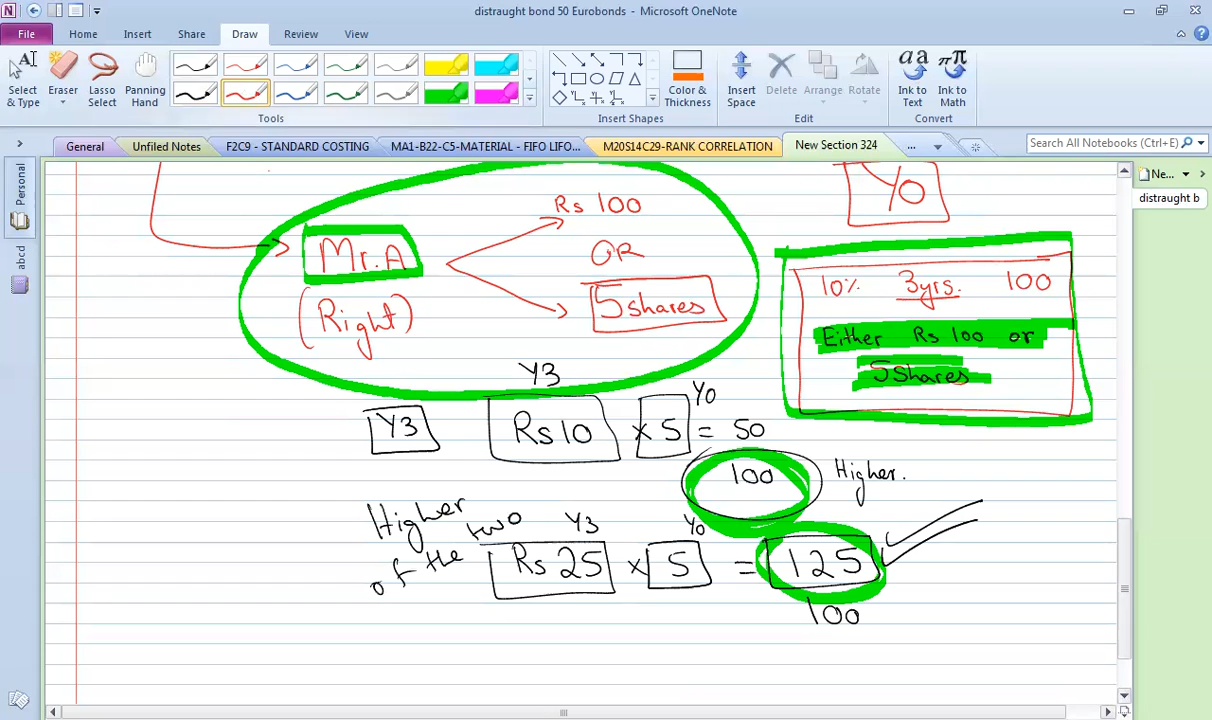 distraught bond 50 Eurobonds - Microsoft OneNote
File Home Insert Share Draw Review View
Select & Type
Eraser
Lasso Select
Panning Hand
Color & Thickness
Insert Space
Delete
Arrange
Rotate
Ink to Text
Ink to Math
Tools
Insert Shapes
Edit
Convert
General Unfiled Notes F2C9 - STANDARD COSTING MA1-B22-C5-MATERIAL - FIFO LIFO... M20S14C29-RANK CORRELATION New Section 324 ... Search All Notebooks (Ctrl+E)
Personal
abcd
Ne...
distraught b
Y0
Rs 100
Mr.A
OR
(Right)
5 shares
10% 3yrs. 100
Either Rs 100 or
5 Shares
Y3
Y0
Y3 Rs 10 × 5 = 50
100 Higher.
Higher
of the two
Y3 Y0
Rs 25 × 5 = 125
100